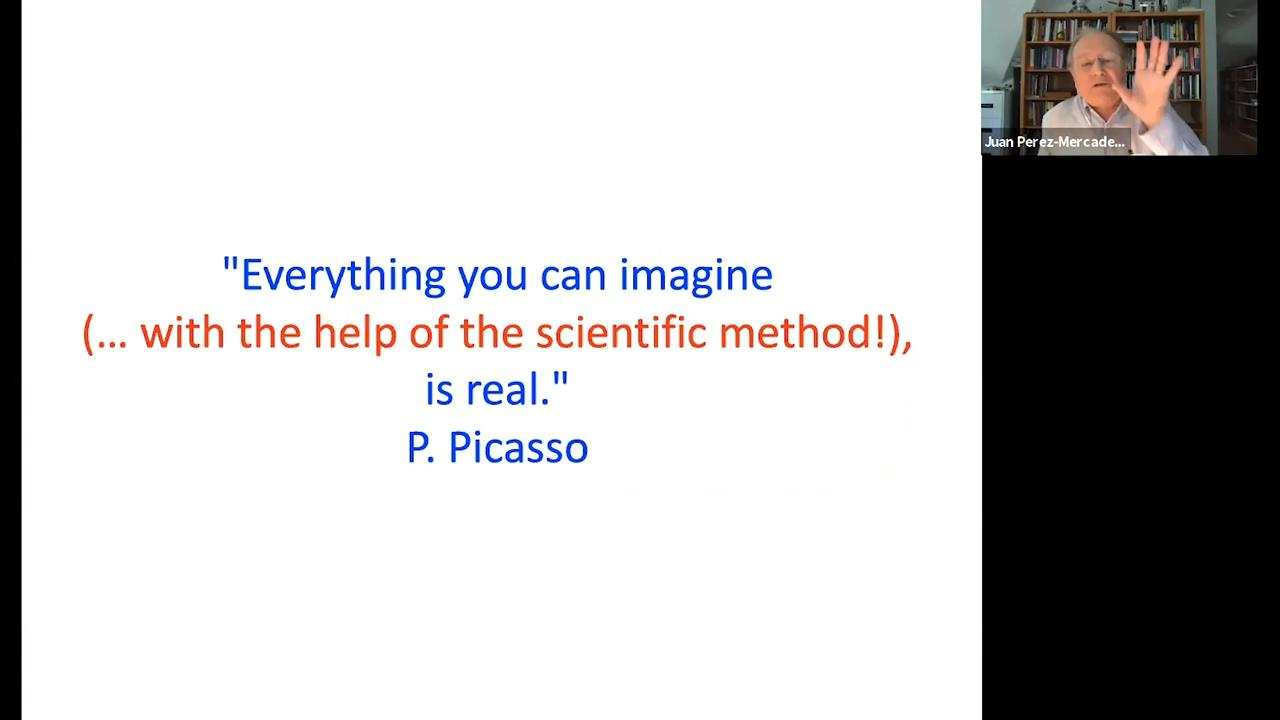 "Everything you can imagine
(... with the help of the scientific method!),
is real."
P. Picasso
Juan Perez-Mercade...